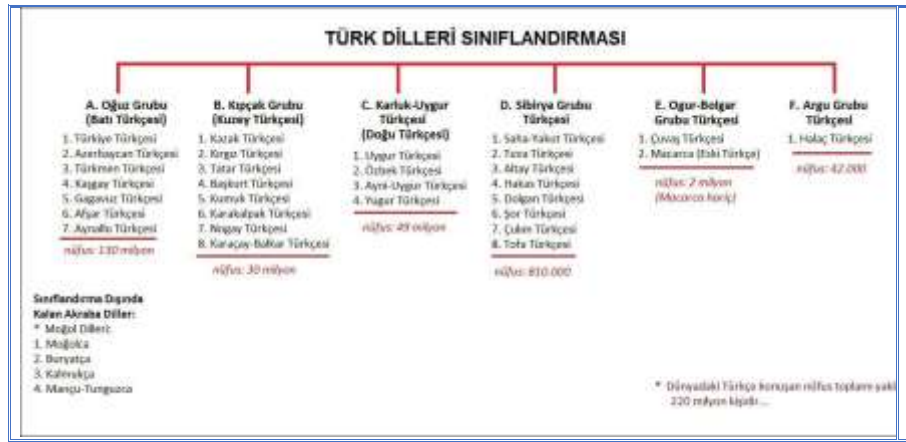 TÜRK DİLLERİ SINIFLANDIRMASI
A. Oğuz Grubu
(Batı Türkçesi)
1. Türkiye Türkçesi
2. Azerbaycan Türkçesi
3. Türkmen Türkçesi
4. Kaşgay Türkçesi
5. Gagavuz Türkçesi
6. Afşar Türkçesi
7. Aynallu Türkçesi
nüfus: 130 milyon
B. Kıpçak Grubu
(Kuzey Türkçesi)
1. Kazak Türkçesi
2. Kırgız Türkçesi
3. Tatar Türkçesi
4. Başkurt Türkçesi
5. Kumuk Türkçesi
6. Karakalpak Türkçesi
7. Nogay Türkçesi
8. Karaçay-Balkar Türkçesi
nüfus: 30 milyon
C. Karluk-Uygur
Türkçesi
(Doğu Türkçesi)
1. Uygur Türkçesi
2. Özbek Türkçesi
3. Ayni-Uygur Türkçesi
4. Yugur Türkçesi
nüfus: 49 milyon
D. Sibirya Grubu
Türkçesi
1. Saha-Yakut Türkçesi
2. Tuva Türkçesi
3. Altay Türkçesi
4. Hakas Türkçesi
5. Dolgan Türkçesi
6. Şor Türkçesi
7. Çulım Türkçesi
8. Tofa Türkçesi
nüfus: 810.000
E. Ogur-Bolgar
Grubu Türkçesi
1. Çuvaş Türkçesi
2. Macarca (Eski Türkçe)
nüfus: 2 milyon
(Macarca hariç)
F. Argu Grubu
Türkçesi
1. Halaç Türkçesi
nüfus: 42.000
Sınıflandırma Dışında
Kalan Akraba Diller:
* Moğol Dilleri:
1. Moğolca
2. Buryatça
3. Kalmukça
4. Mançu-Tunguzca
* Dünyadaki Türkçe konuşan nüfus toplamı yakl
220 milyon kişidir...